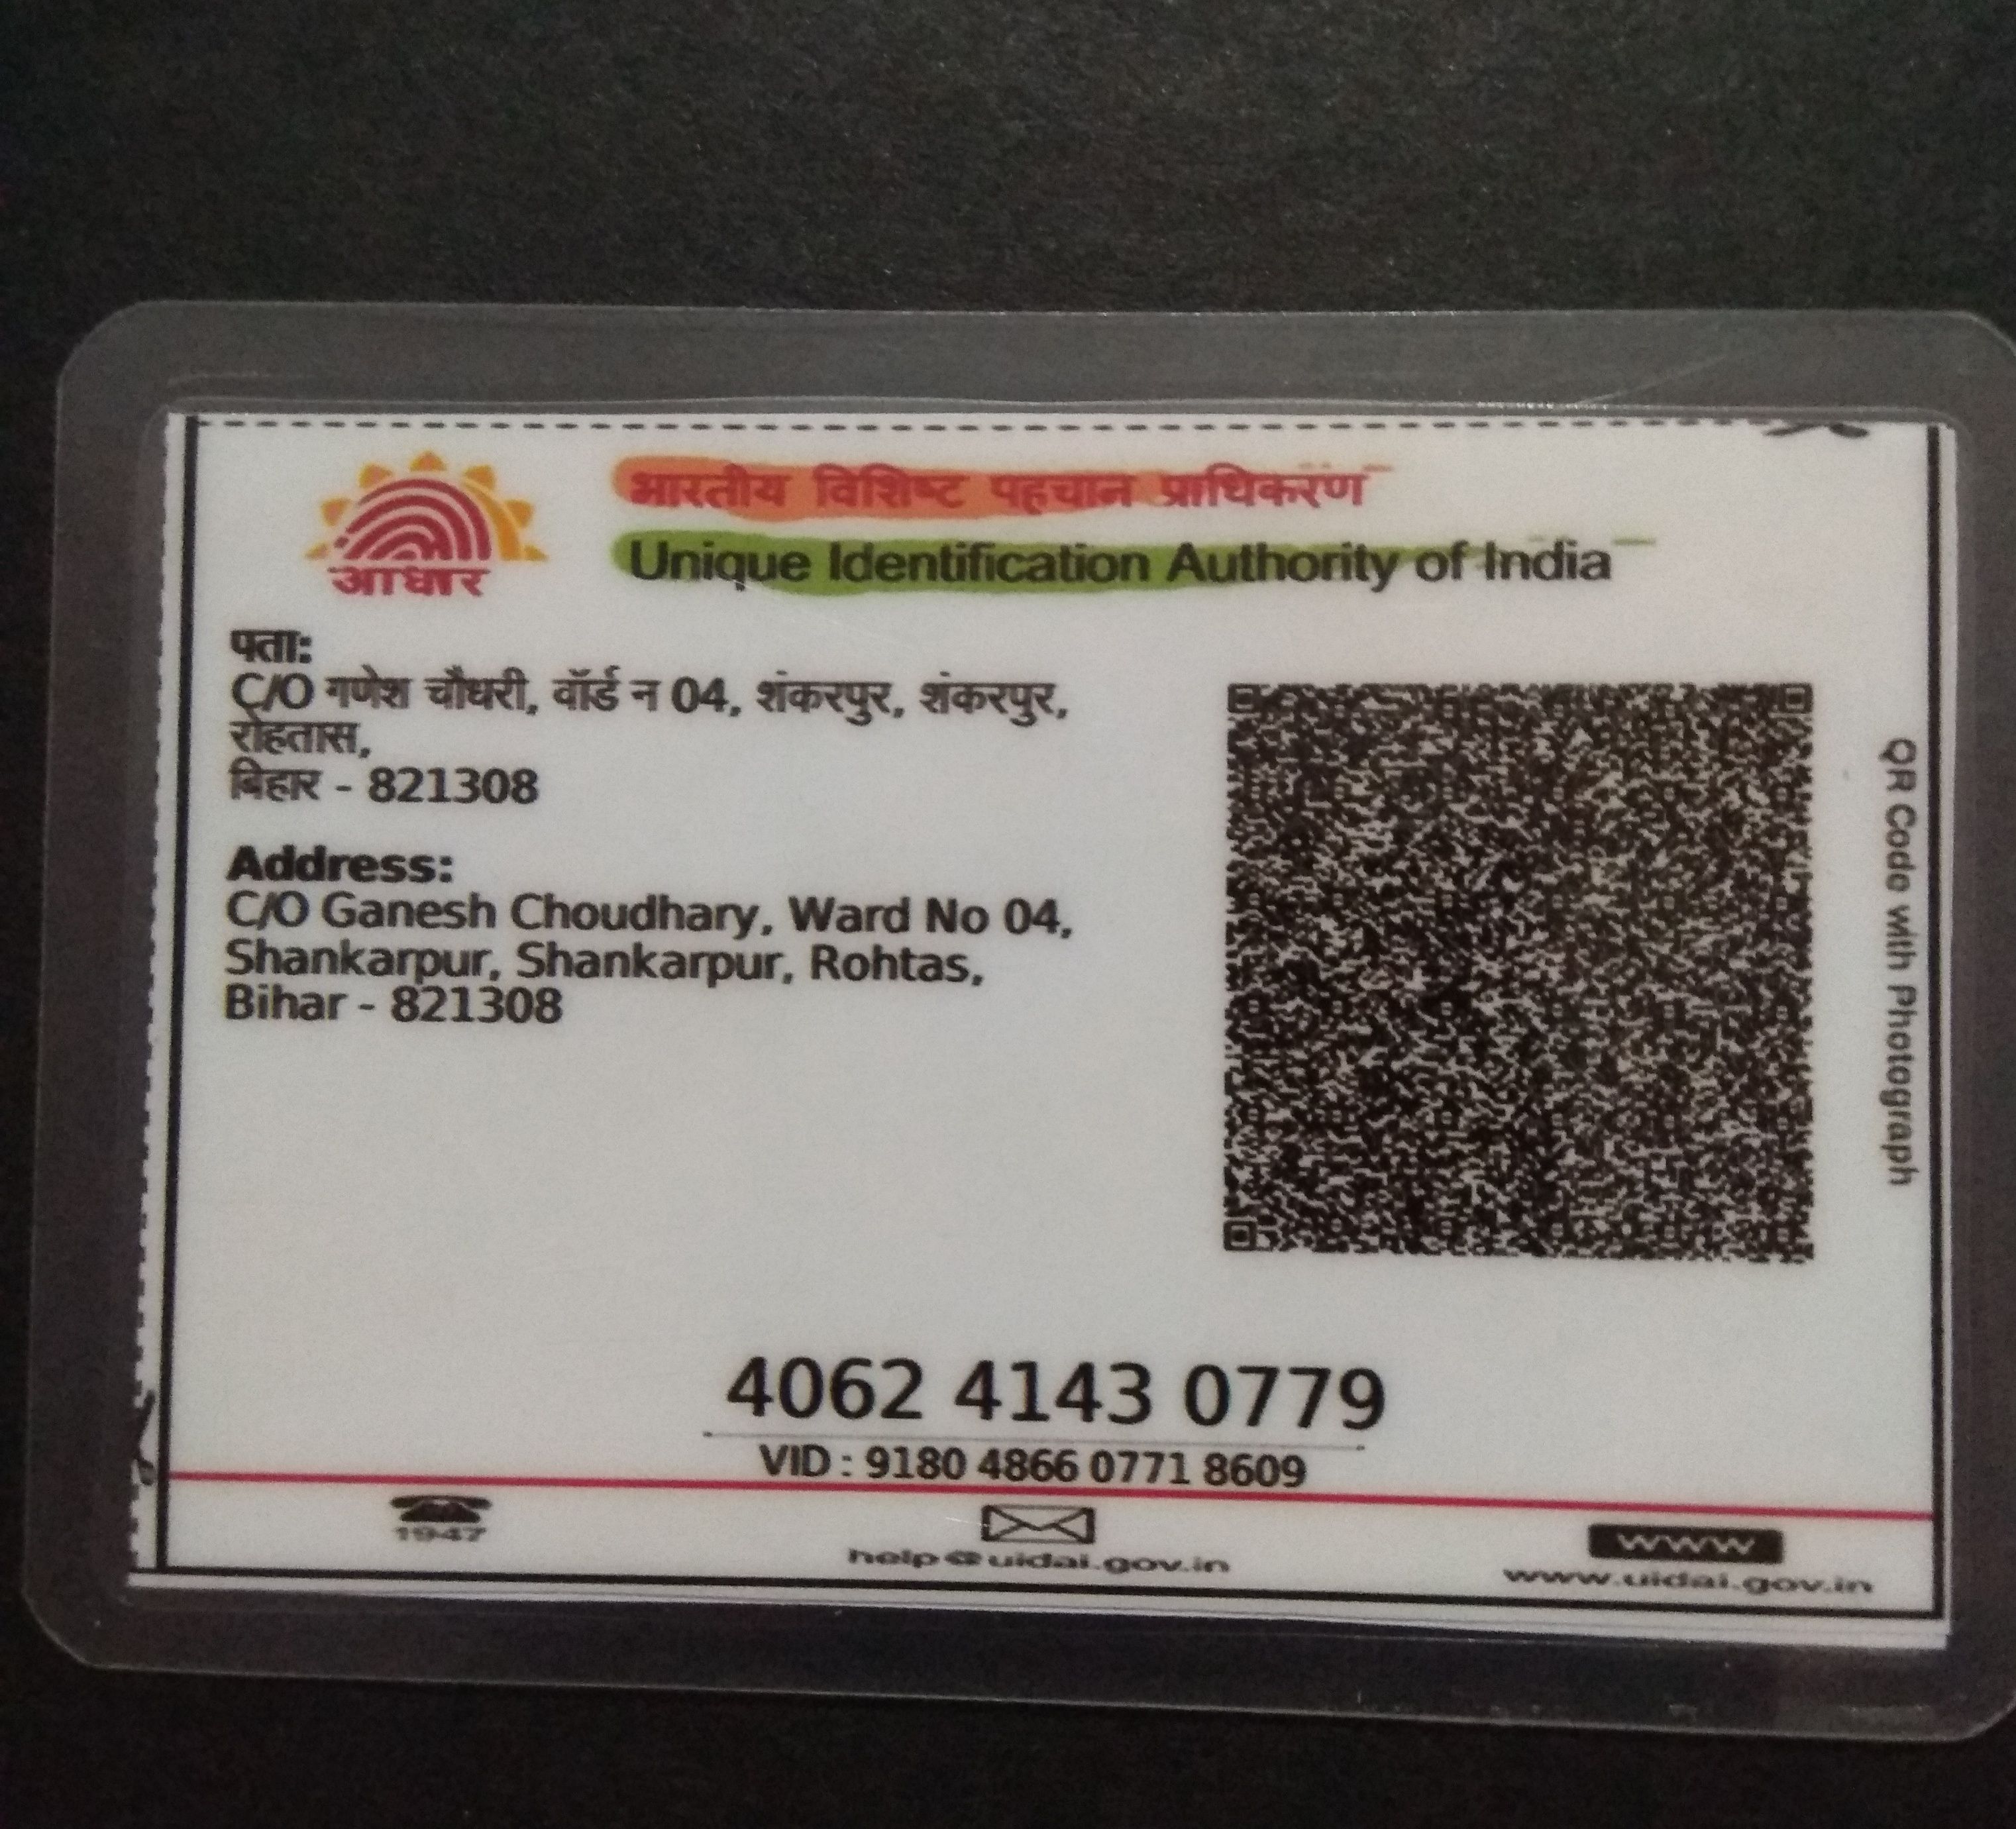 भारतीय विशिष्ट पहचान प्राधिकरण
Unique Identification Authority of India
आधार
पता:
C/O गणेश चौधरी, वॉर्ड न 04, शंकरपुर, शंकरपुर,
रोहतास,
बिहार - 821308
Address:
C/O Ganesh Choudhary, Ward No 04,
Shankarpur, Shankarpur, Rohtas,
Bihar - 821308
QR Code with Photograph
4062 4143 0779
VID : 9180 4866 0771 8609
1947
help@uidai.gov.in
www
www.uidai.gov.in